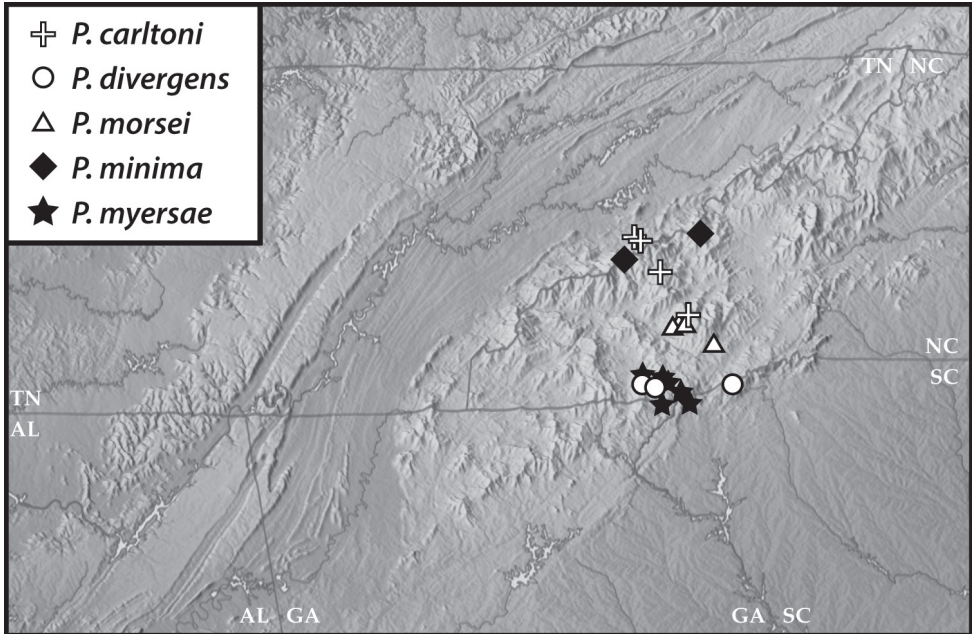 P. carltoni
P. divergens
P. morsei
P. minima
P. myersae
TN NC
NC
SC
TN
AL
AL GA
GA SC